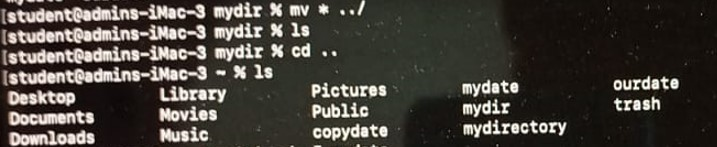 [student@admins-iMac-3 mydir % mv * ../
[student@admins-iMac-3 mydir % ls
[student@admins-iMac-3 mydir % cd ..
[student@admins-iMac-3 ~ % ls
Desktop Library Pictures mydate ourdate
Documents Movies Public mydir trash
Downloads Music copydate mydirectory